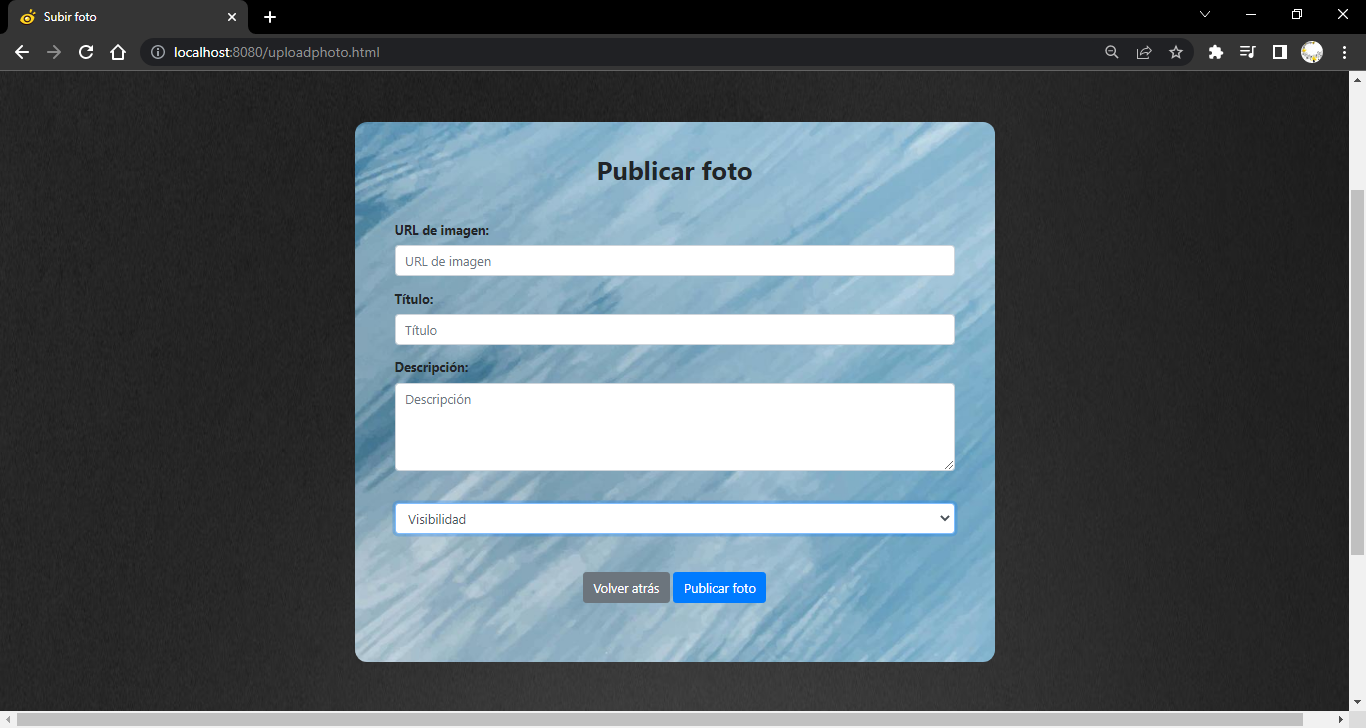 Subir foto
localhost:8080/uploadphoto.html
Publicar foto
URL de imagen:
URL de imagen
Título:
Título
Descripción:
Descripción
Visibilidad
Volver atrás Publicar foto